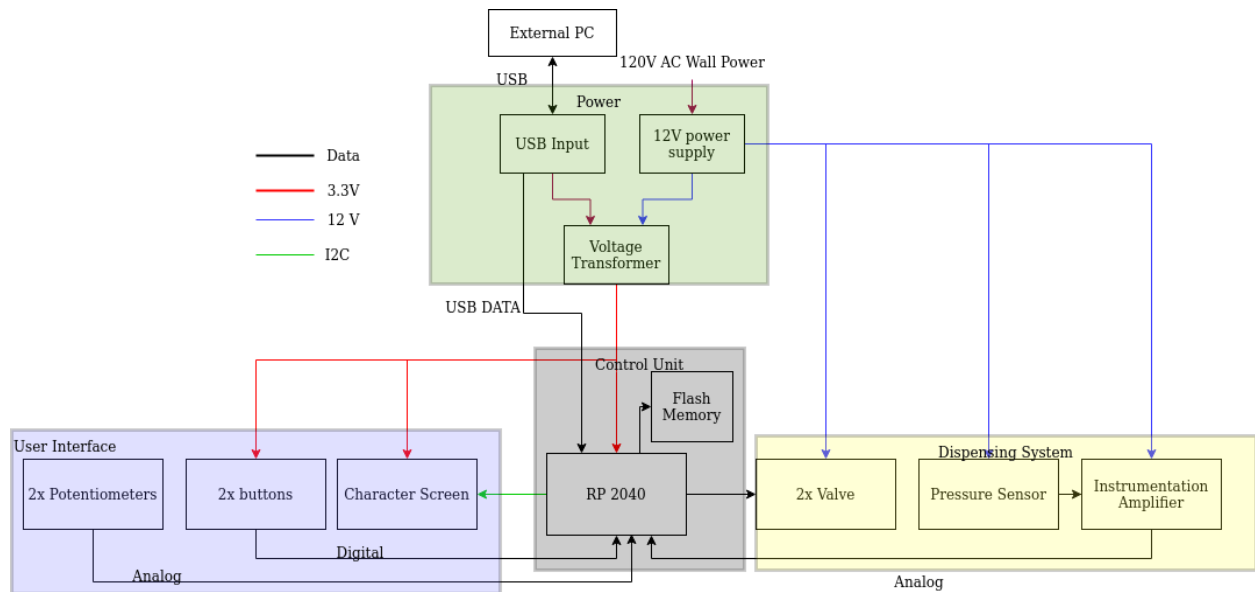 External PC
USB
120V AC Wall Power
Power
USB Input
12V power
supply
Data
3.3V
12 V
I2C
Voltage
Transformer
USB DATA
Control Unit
Flash
Memory
User Interface
2x Potentiometers
2x buttons
Character Screen
RP 2040
Dispensing System
2x Valve
Pressure Sensor
Instrumentation
Amplifier
Digital
Analog
Analog